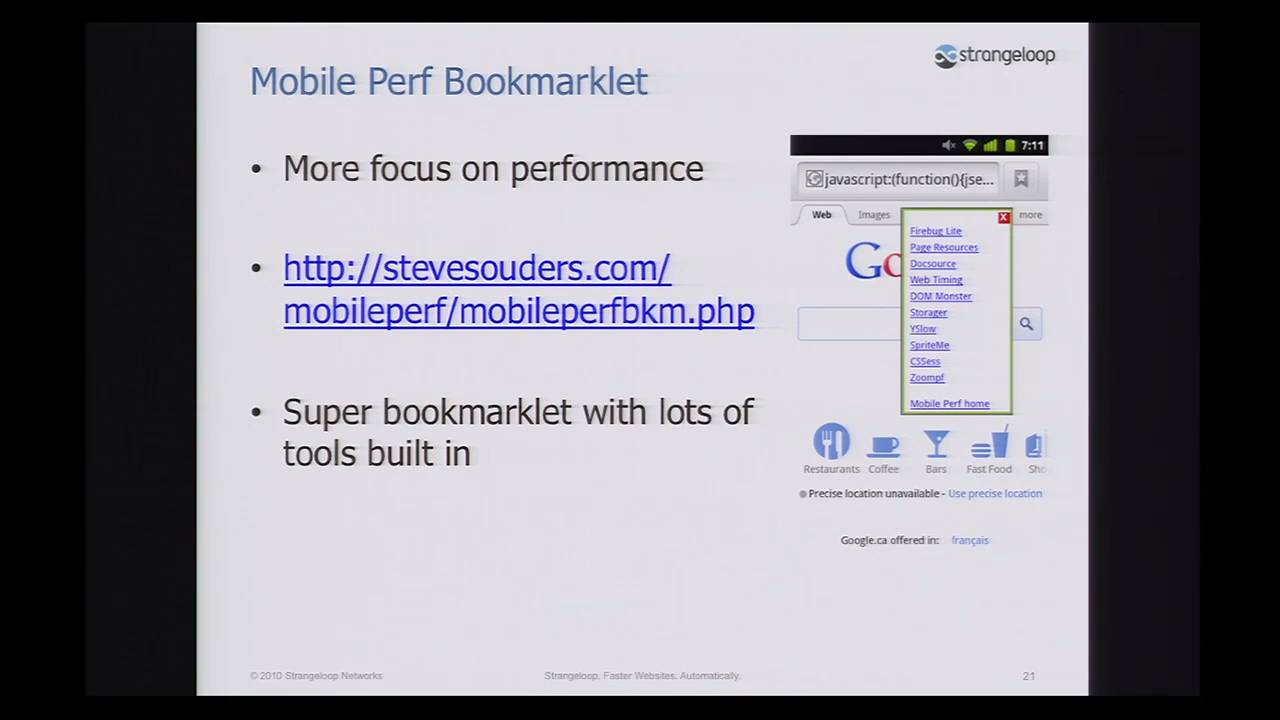 strangeloop
Mobile Perf Bookmarklet
• More focus on performance
• http://stevesouders.com/
mobileperf/mobileperfbkm.php
• Super bookmarklet with lots of
tools built in
7:11
javascript:(function(){jse...
Web Images more
Go
X
Firebug Lite
Page Resources
Docsource
Web Timing
DOM Monster
Storager
YSlow
SpriteMe
CSSess
Zoompf
Mobile Perf home
Restaurants Coffee Bars Fast Food Sho
Precise location unavailable - Use precise location
Google.ca offered in: français
© 2010 Strangeloop Networks Strangeloop. Faster Websites. Automatically. 21